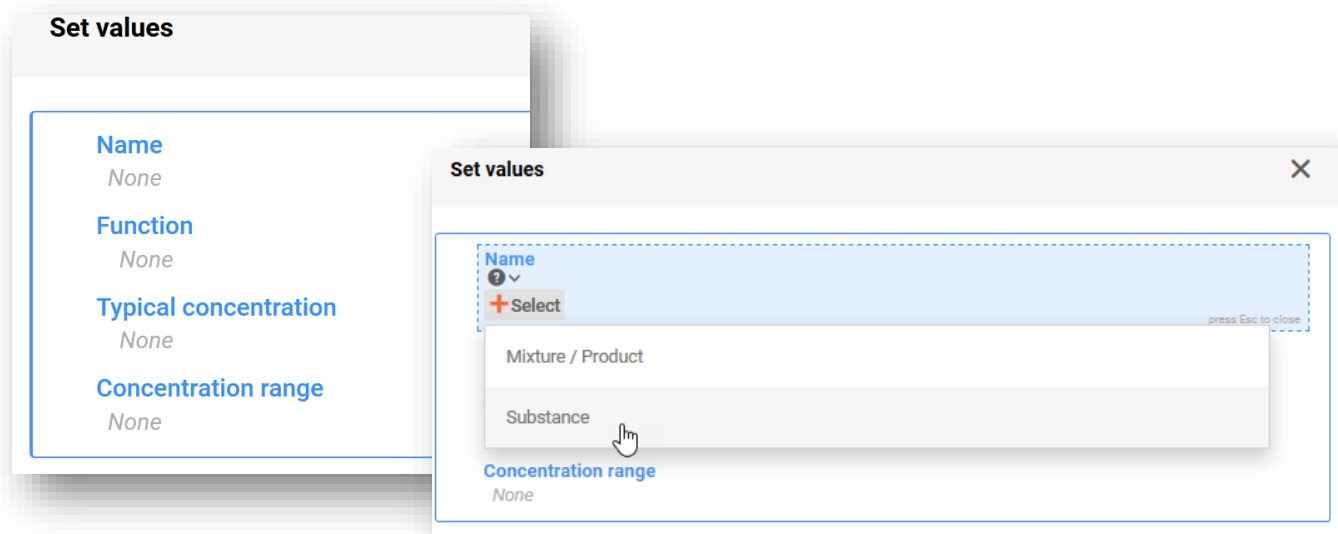 Set values
Name
None
Function
None
Typical concentration
None
Concentration range
None
Set values
Name
?
Select
press Esc to close
Mixture / Product
Substance
Concentration range
None